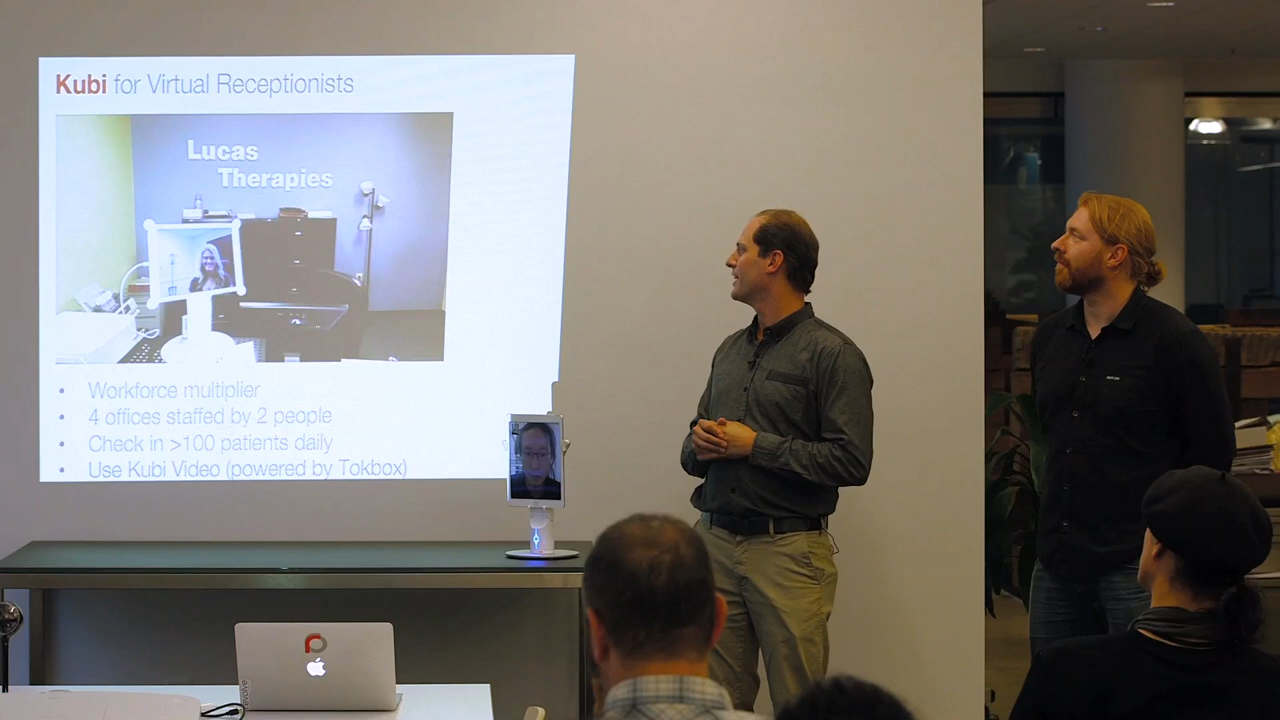 Kubi for Virtual Receptionists
Lucas
Therapies
• Workforce multiplier
• 4 offices staffed by 2 people
• Check in >100 patients daily
• Use Kubi Video (powered by Tokbox)
evolve